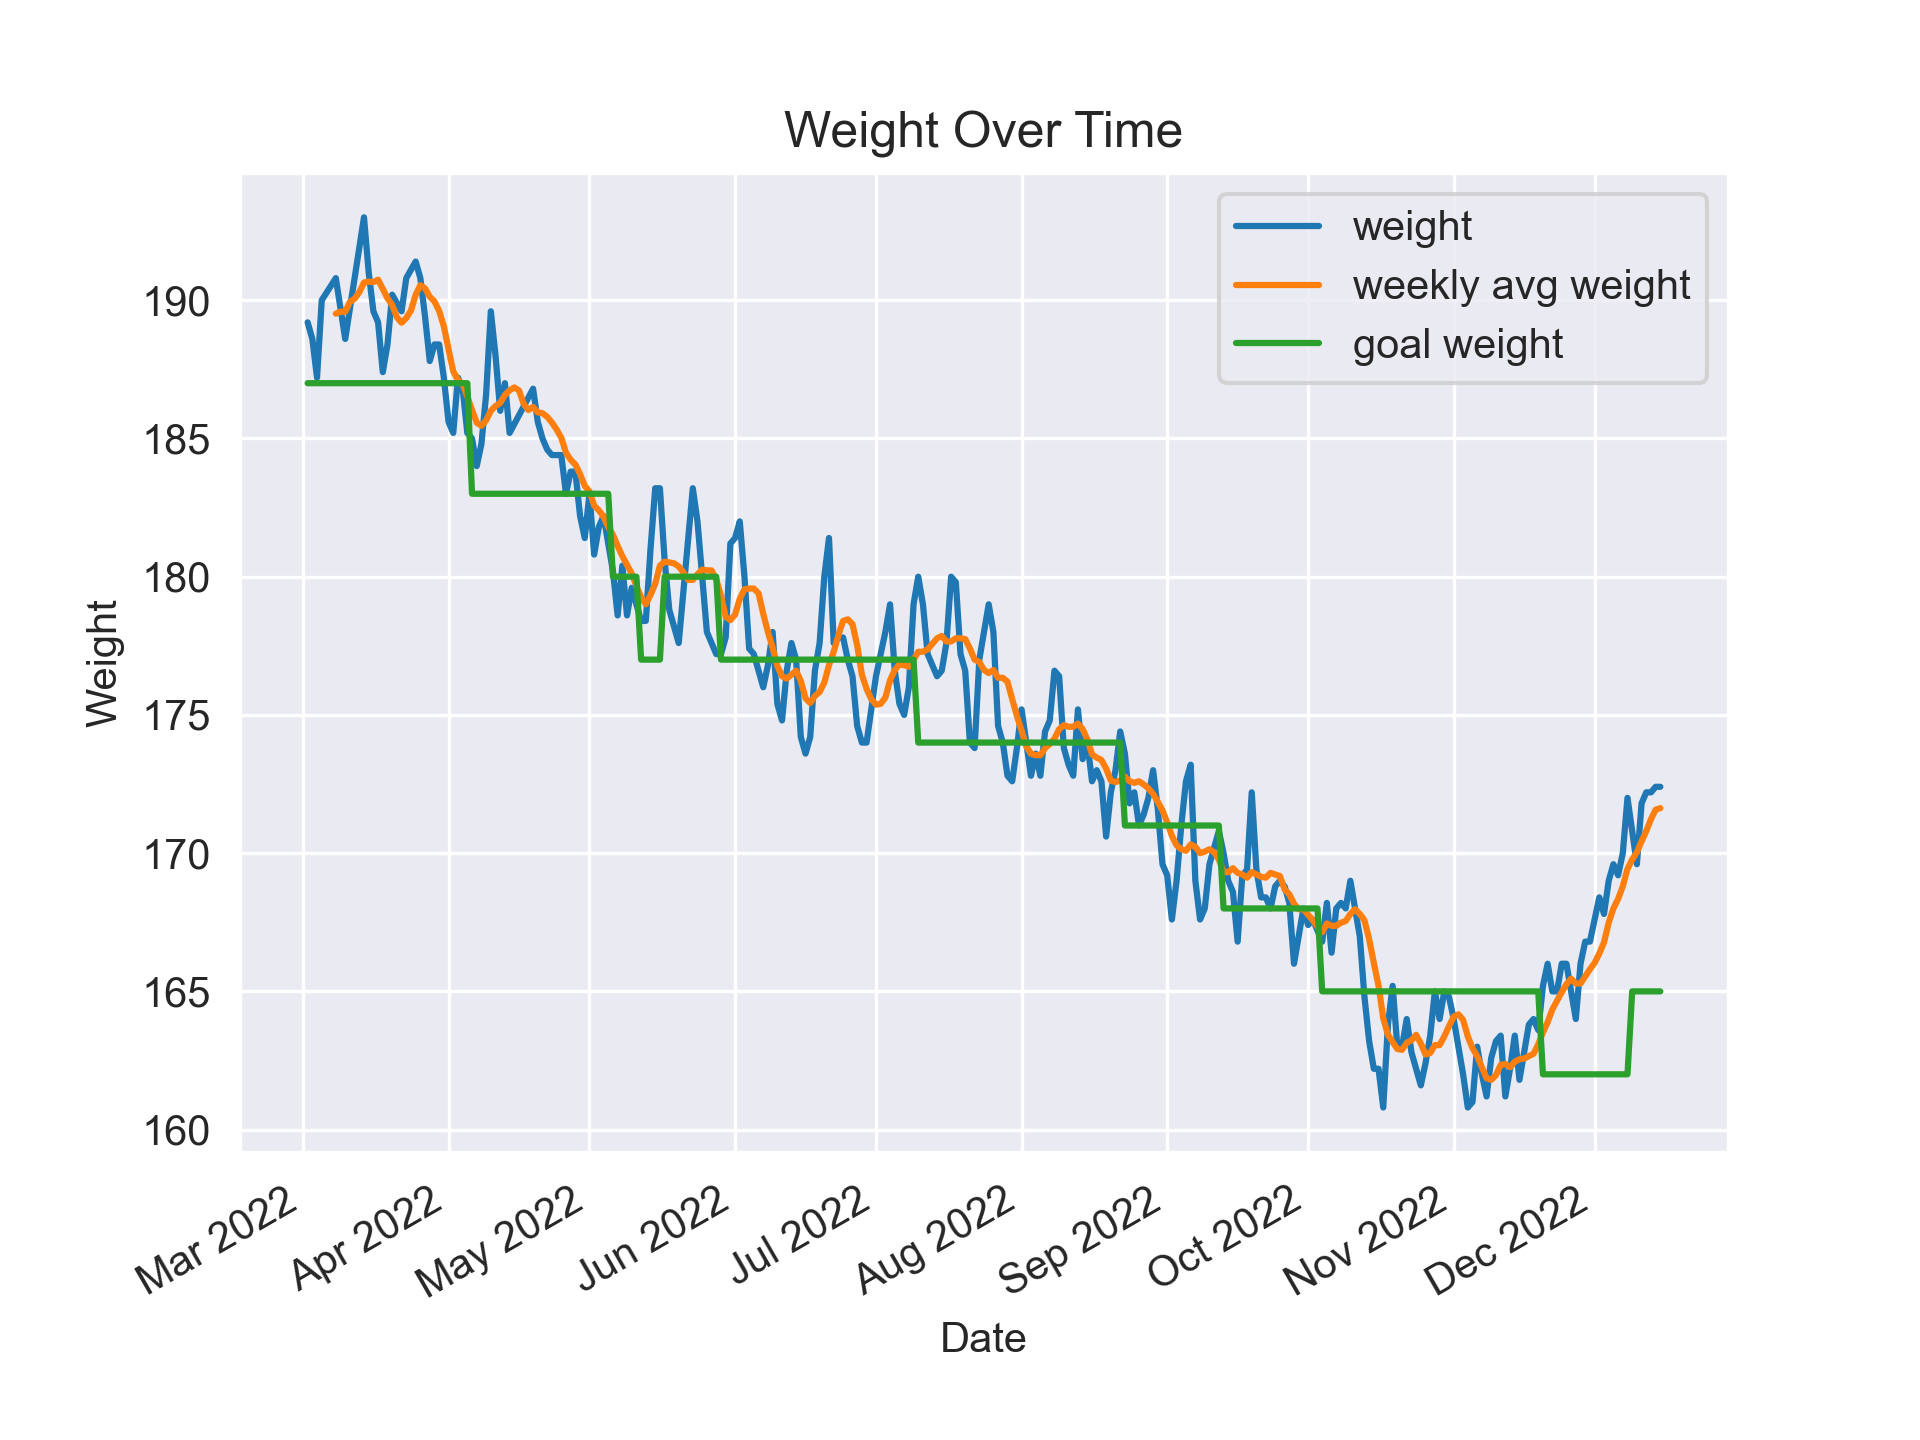 Weight Over Time
weight
weekly avg weight
goal weight
190
185
180
175
170
165
160
Weight
Mar 2022
Apr 2022
May 2022
Jun 2022
Jul 2022
Aug 2022
Sep 2022
Oct 2022
Nov 2022
Dec 2022
Date